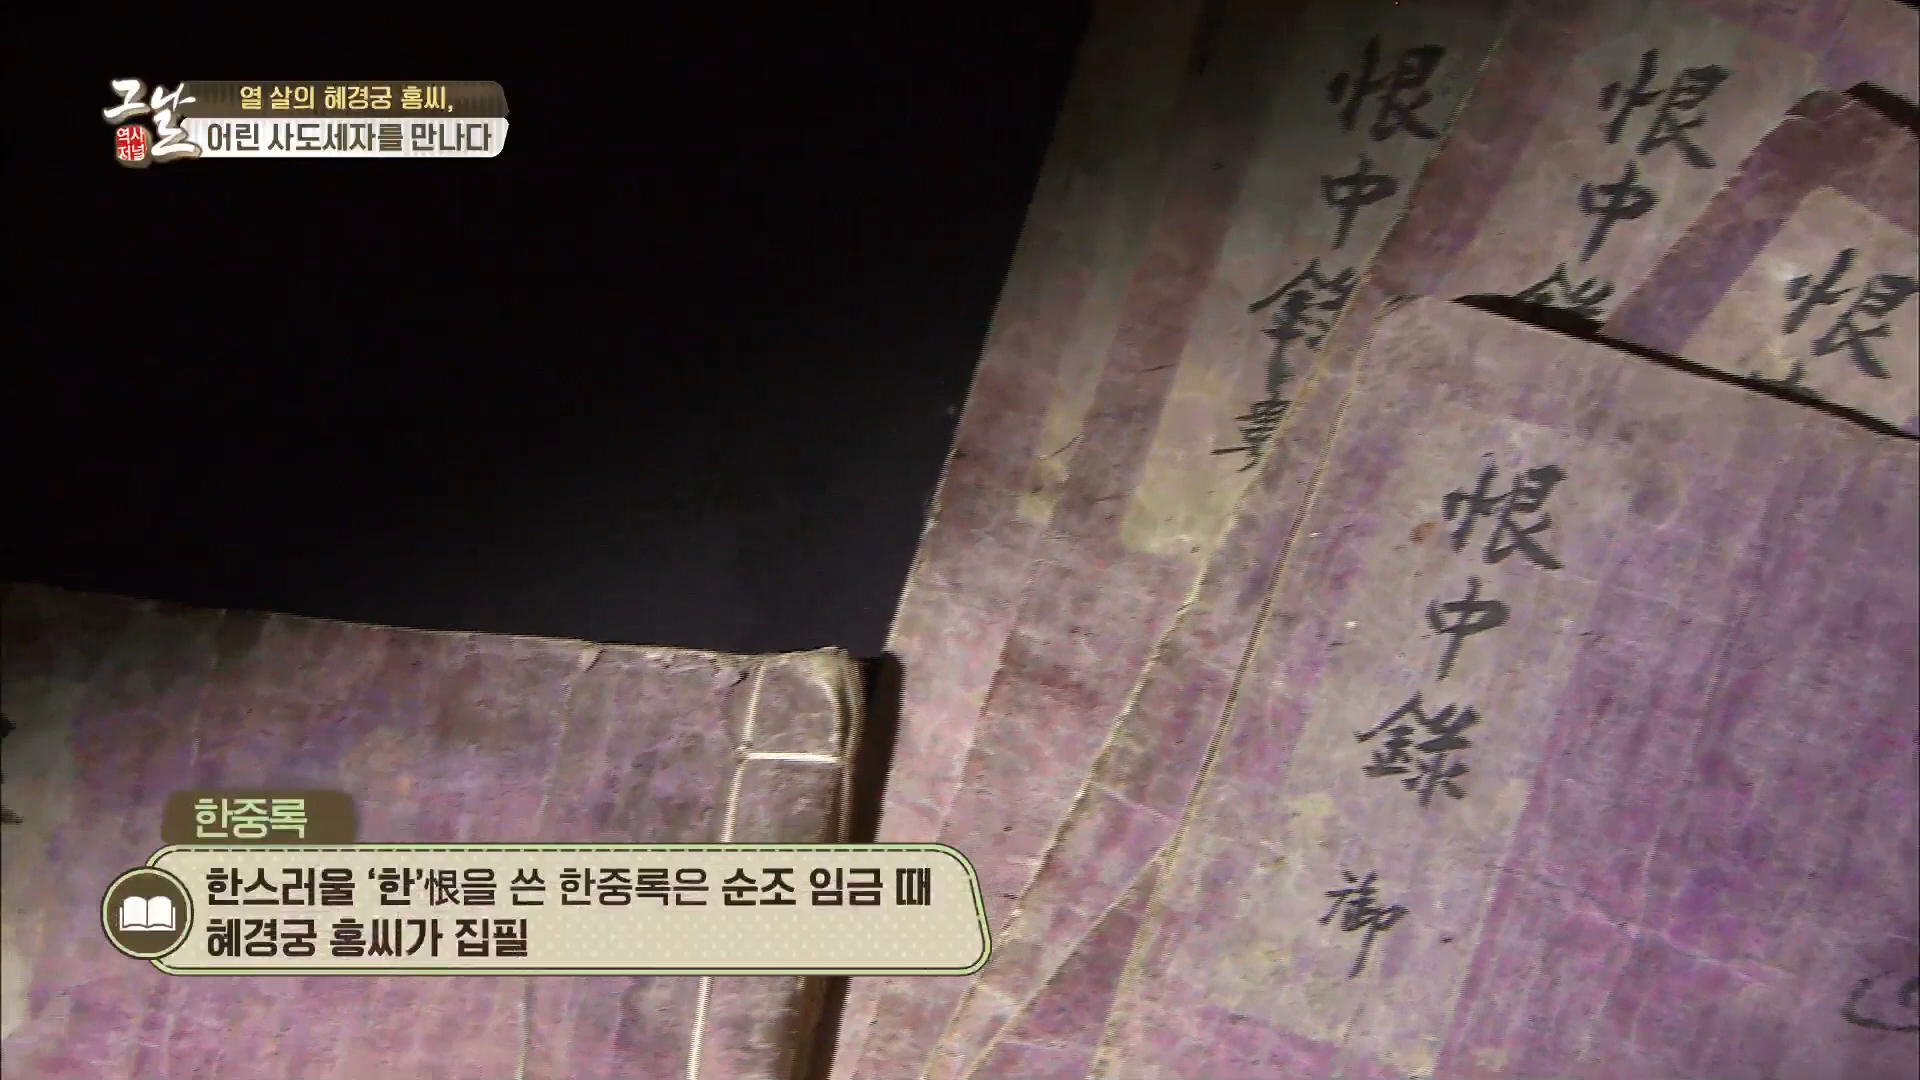 그날
역사
저널
열 살의 혜경궁 홍씨,
어린 사도세자를 만나다
恨中錄
恨中錄
恨
恨中錄
御
한중록
한스러울 ‘한’恨을 쓴 한중록은 순조 임금 때
혜경궁 홍씨가 집필